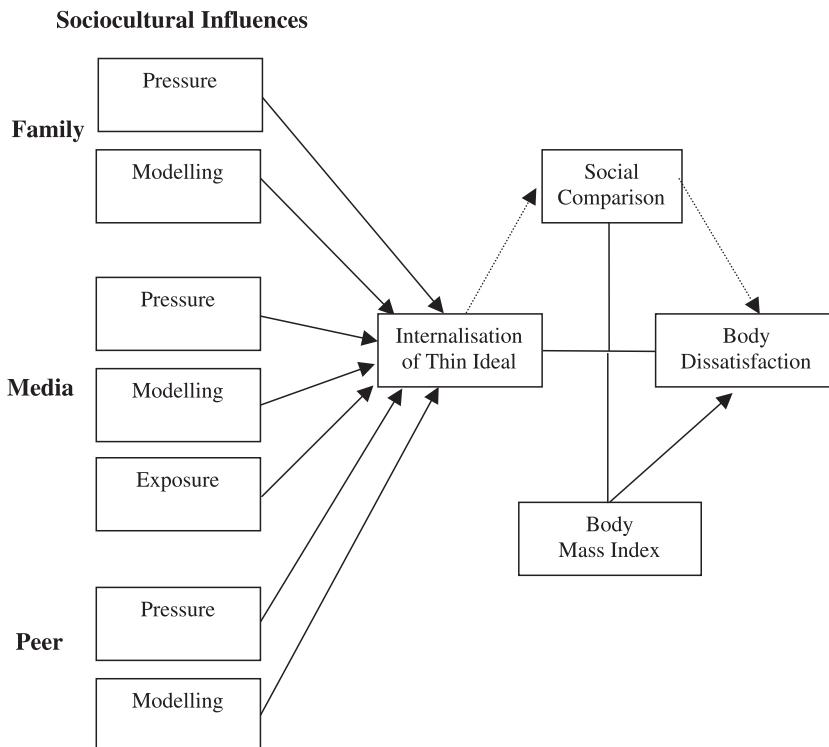 Sociocultural Influences
Family
Pressure
Modelling
Media
Pressure
Modelling
Exposure
Peer
Pressure
Modelling
Internalisation
of Thin Ideal
Social
Comparison
Body
Dissatisfaction
Body
Mass Index